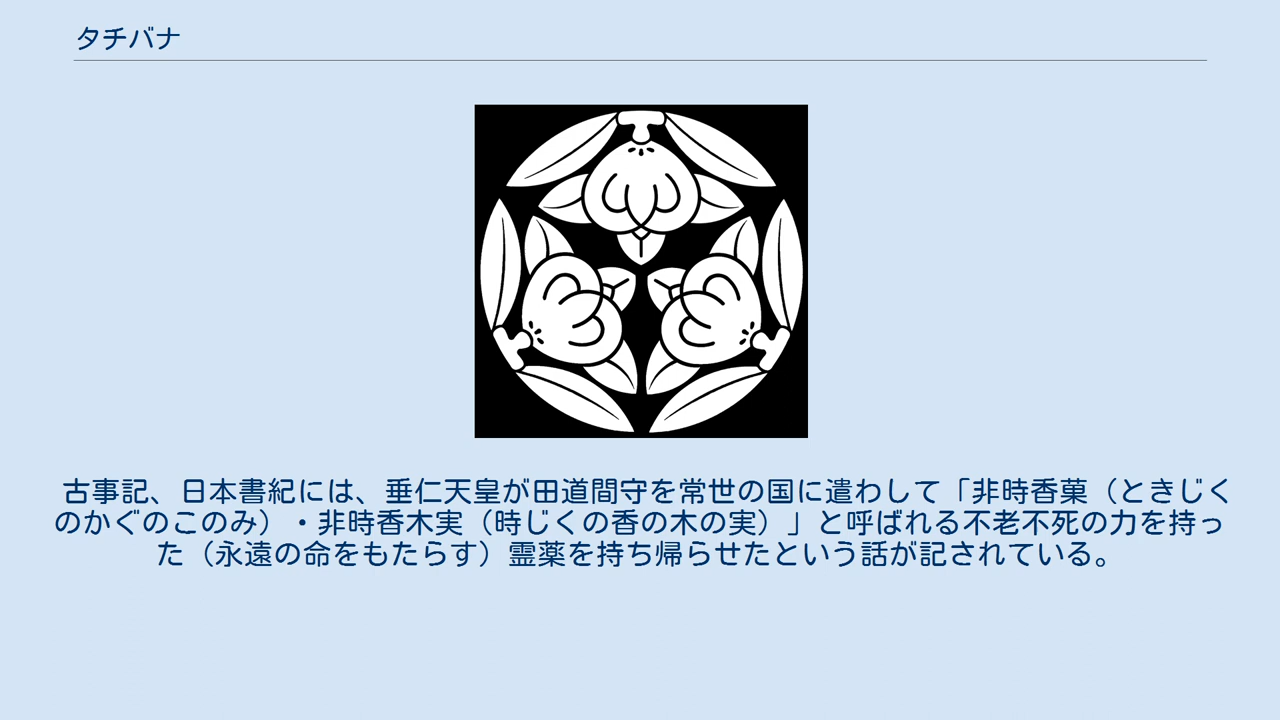 タチバナ
古事記、日本書紀には、垂仁天皇が田道間守を常世の国に遣わして「非時香菓（ときじく
のかぐのこのみ）・非時香木実（時じくの香の木の実）」と呼ばれる不老不死の力を持っ
た（永遠の命をもたらす）霊薬を持ち帰らせたという話が記されている。